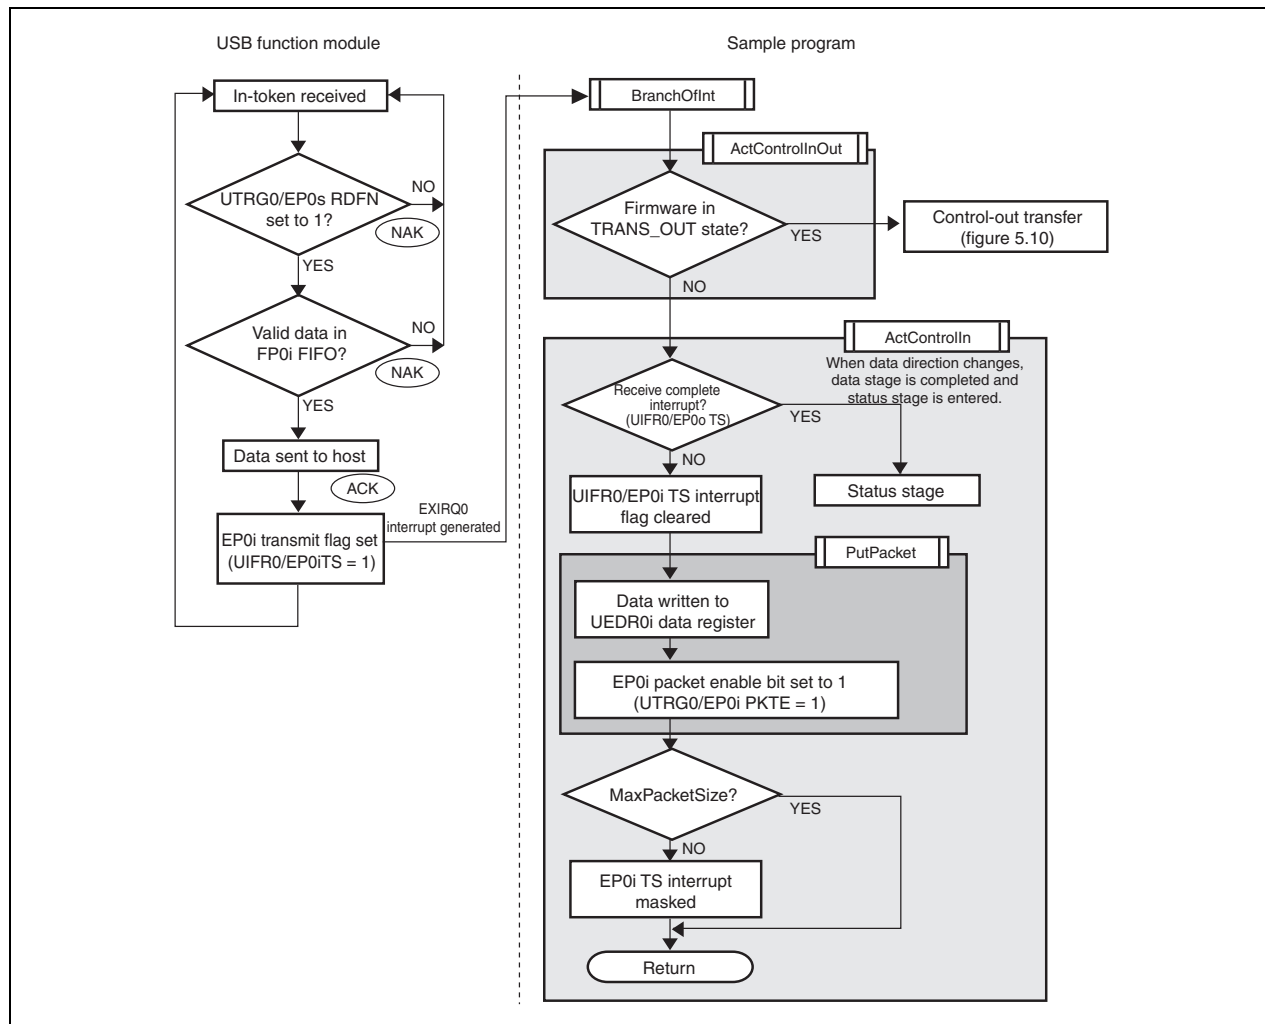 USB function module
Sample program
In-token received
UTRG0/EP0s RDFN
set to 1?
NO
NAK
YES
Valid data in
FP0i FIFO?
NO
NAK
YES
Data sent to host
ACK
EP0i transmit flag set
(UIFR0/EP0iTS = 1)
EXIRQ0
interrupt generated
BranchOfInt
ActControlInOut
Firmware in
TRANS_OUT state?
YES
Control-out transfer
(figure 5.10)
NO
ActControlIn
When data direction changes,
data stage is completed and
status stage is entered.
Receive complete
interrupt?
(UIFR0/EP0o TS)
YES
Status stage
NO
UIFR0/EP0i TS interrupt
flag cleared
PutPacket
Data written to
UEDR0i data register
EP0i packet enable bit set to 1
(UTRG0/EP0i PKTE = 1)
MaxPacketSize?
YES
NO
EP0i TS interrupt
masked
Return